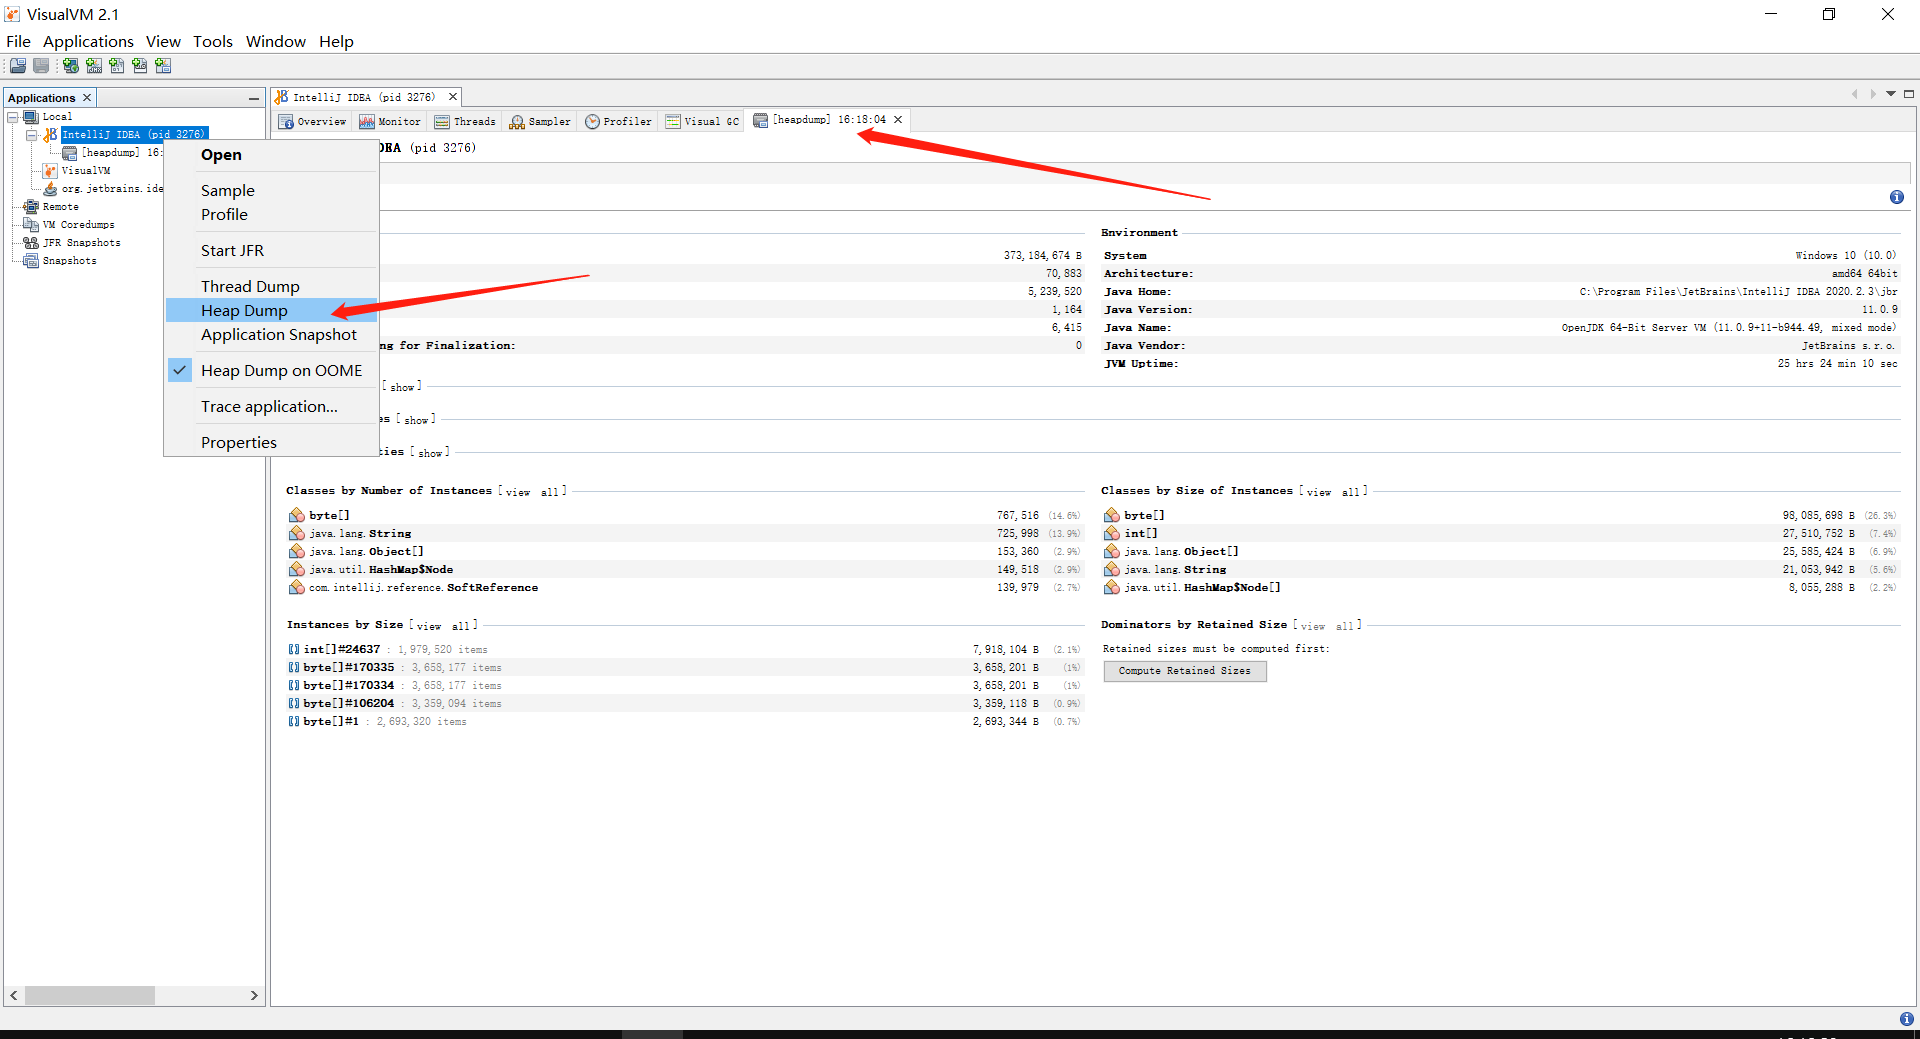 VisualVM 2.1
File Applications View Tools Window Help
Applications
IntelliJ IDEA (pid 3276)
Local
IntelliJ IDEA (pid 3276)
[heapdump] 16:
VisualVM
org.jetbrains.ide
Remote
VM Coredumps
JFR Snapshots
Snapshots
Open
Sample
Profile
Start JFR
Thread Dump
Heap Dump
Application Snapshot
Heap Dump on OOME
Trace application...
Properties
Overview Monitor Threads Sampler Profiler Visual GC [heapdump] 16:18:04
DEA (pid 3276)
373,184,674 B
70,883
5,239,520
1,164
6,415
ng for Finalization: 0
[show]
es [show]
ties [show]
Environment
System Windows 10 (10.0)
Architecture: amd64 64bit
Java Home: C:\Program Files\JetBrains\IntelliJ IDEA 2020.2.3\jbr
Java Version: 11.0.9
Java Name: OpenJDK 64-Bit Server VM (11.0.9+11-b944.49, mixed mode)
Java Vendor: JetBrains s.r.o.
JVM Uptime: 25 hrs 24 min 10 sec
Classes by Number of Instances [view all]
byte[] 767,516 (14.6%)
java.lang.String 725,998 (13.9%)
java.lang.Object[] 153,360 (2.9%)
java.util.HashMap$Node 149,518 (2.9%)
com.intellij.reference.SoftReference 139,979 (2.7%)
Classes by Size of Instances [view all]
byte[] 98,085,698 B (26.3%)
int[] 27,510,752 B (7.4%)
java.lang.Object[] 25,585,424 B (6.9%)
java.lang.String 21,053,942 B (5.6%)
java.util.HashMap$Node[] 8,055,288 B (2.2%)
Instances by Size [view all]
int[]#24637 : 1,979,520 items 7,918,104 B (2.1%)
byte[]#170335 : 3,658,177 items 3,658,201 B (1%)
byte[]#170334 : 3,658,177 items 3,658,201 B (1%)
byte[]#106204 : 3,359,094 items 3,359,118 B (0.9%)
byte[]#1 : 2,693,320 items 2,693,344 B (0.7%)
Dominators by Retained Size [view all]
Retained sizes must be computed first:
Compute Retained Sizes